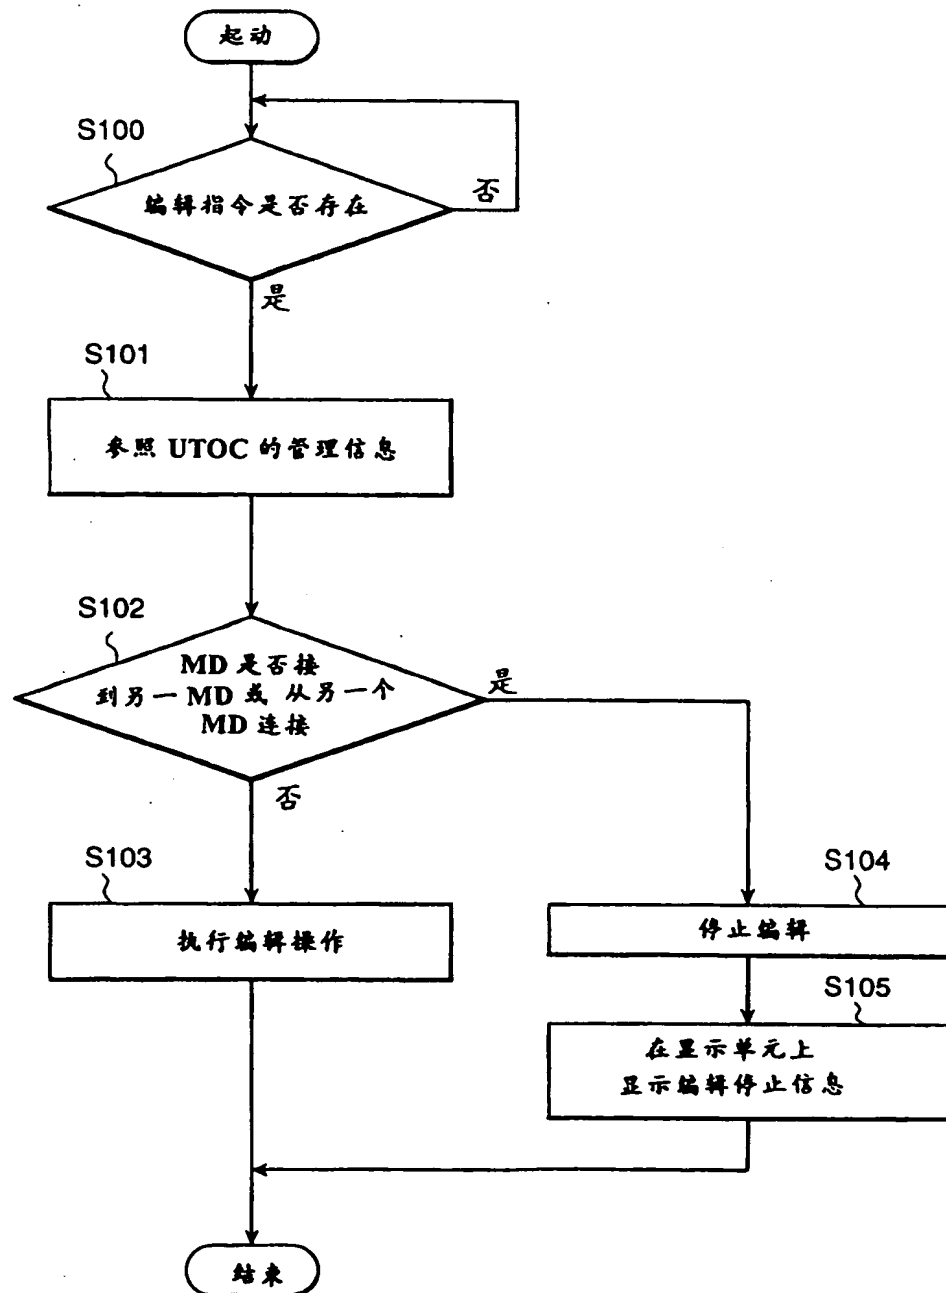 起动
S100
编辑指令是否存在
否
是
S101
参照 UTOC 的管理信息
S102
MD 是否接
到另一 MD 或 从另一个
MD 连接
是
否
S103
执行编辑操作
S104
停止编辑
S105
在显示单元上
显示编辑停止信息
结束